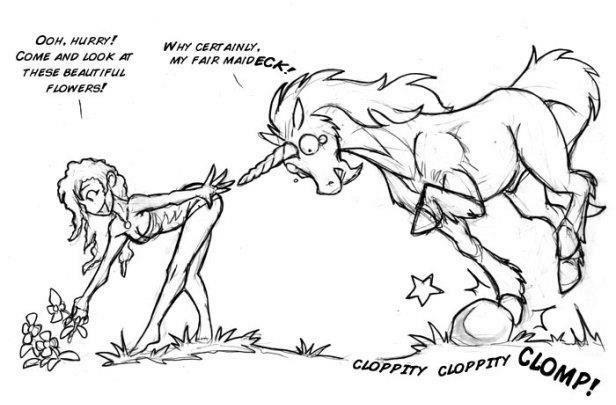 OOH, HURRY!
COME AND LOOK AT
THESE BEAUTIFUL
FLOWERS!
WHY CERTAINLY,
MY FAIR MAIDECK!
CLOPPITY CLOPPITY CLOMP!